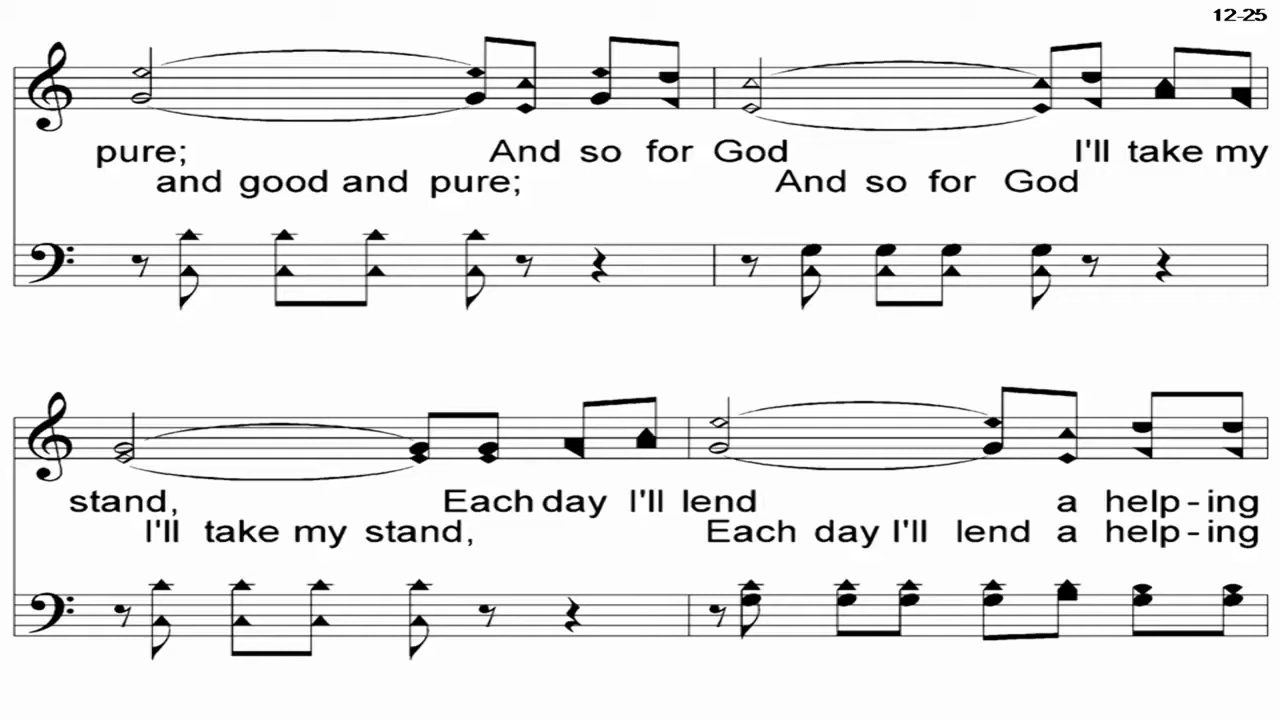 12-25
pure; And so for God I'll take my
and good and pure; And so for God
stand, Each day I'll lend a help-ing
I'll take my stand, Each day I'll lend a help-ing